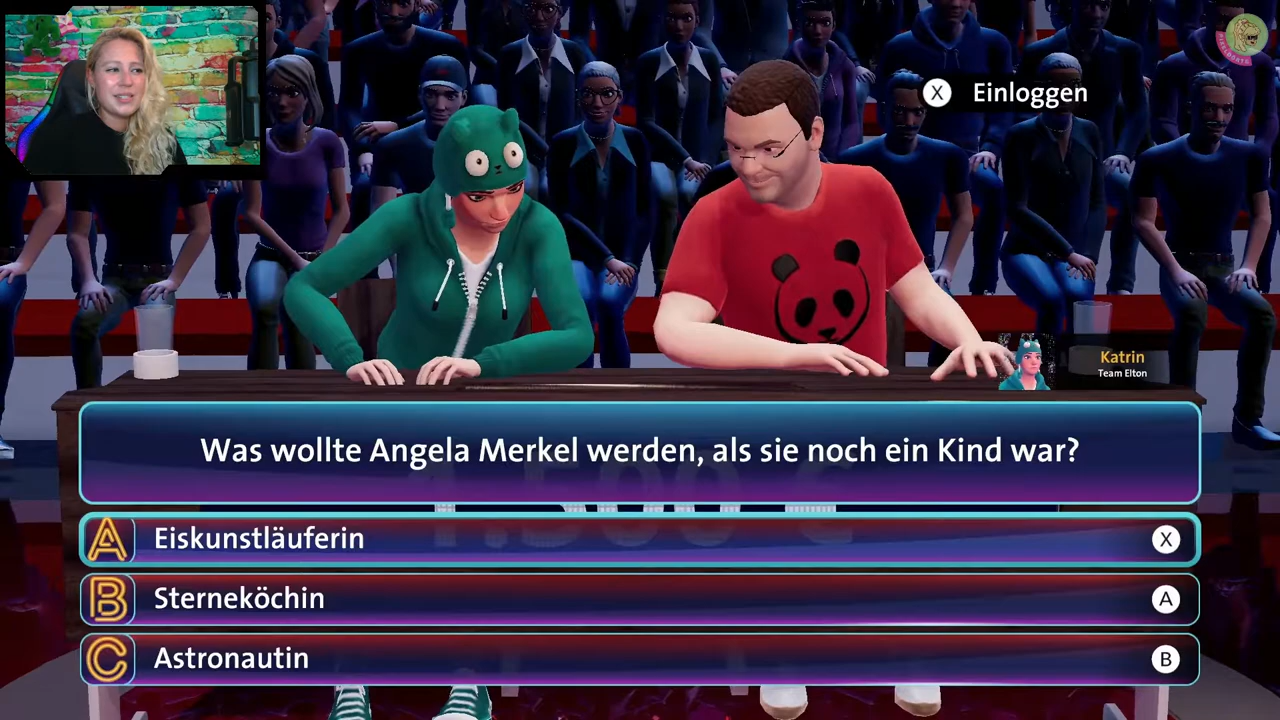 Einloggen
X
Katrin
Team Elton
Was wollte Angela Merkel werden, als sie noch ein Kind war?
A Eiskunstläuferin X
B Sterneköchin A
C Astronautin B